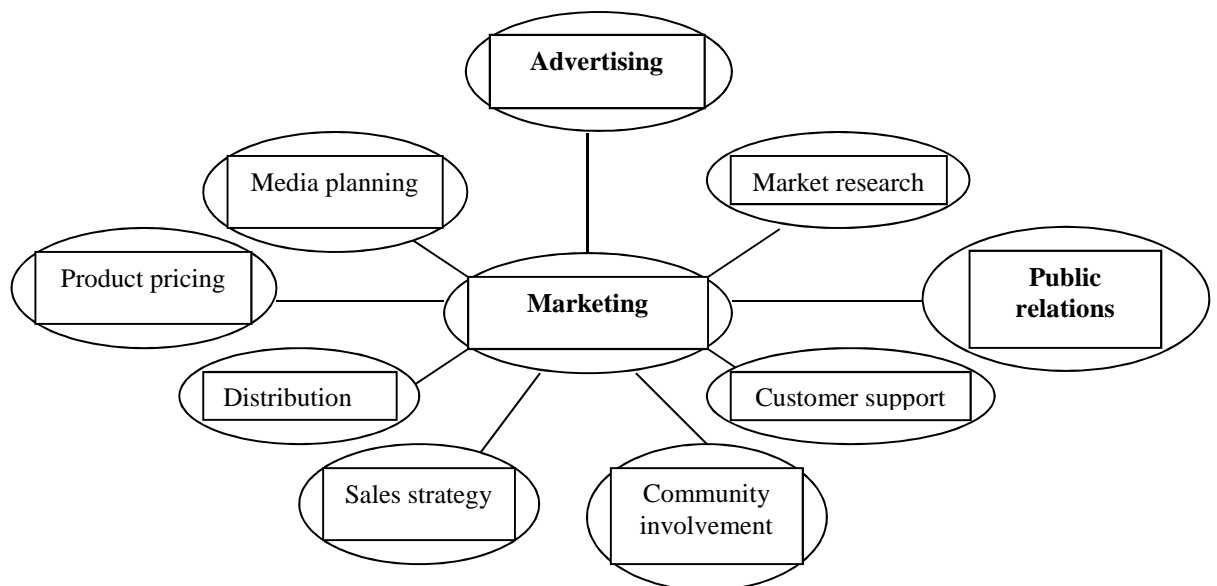 Advertising
Media planning
Market research
Product pricing
Marketing
Public
relations
Distribution
Customer support
Sales strategy
Community
involvement